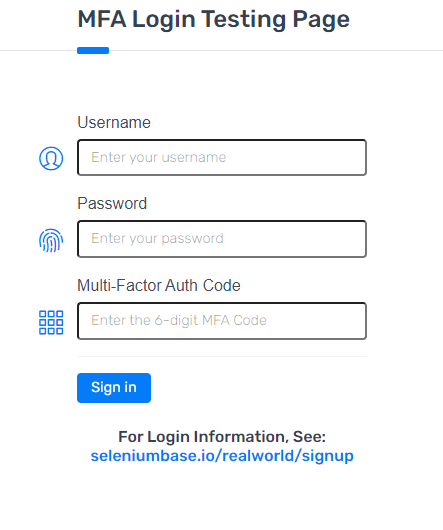 MFA Login Testing Page
Username
Enter your username
Password
Enter your password
Multi-Factor Auth Code
Enter the 6-digit MFA Code
Sign in
For Login Information, See:
seleniumbase.io/realworld/signup